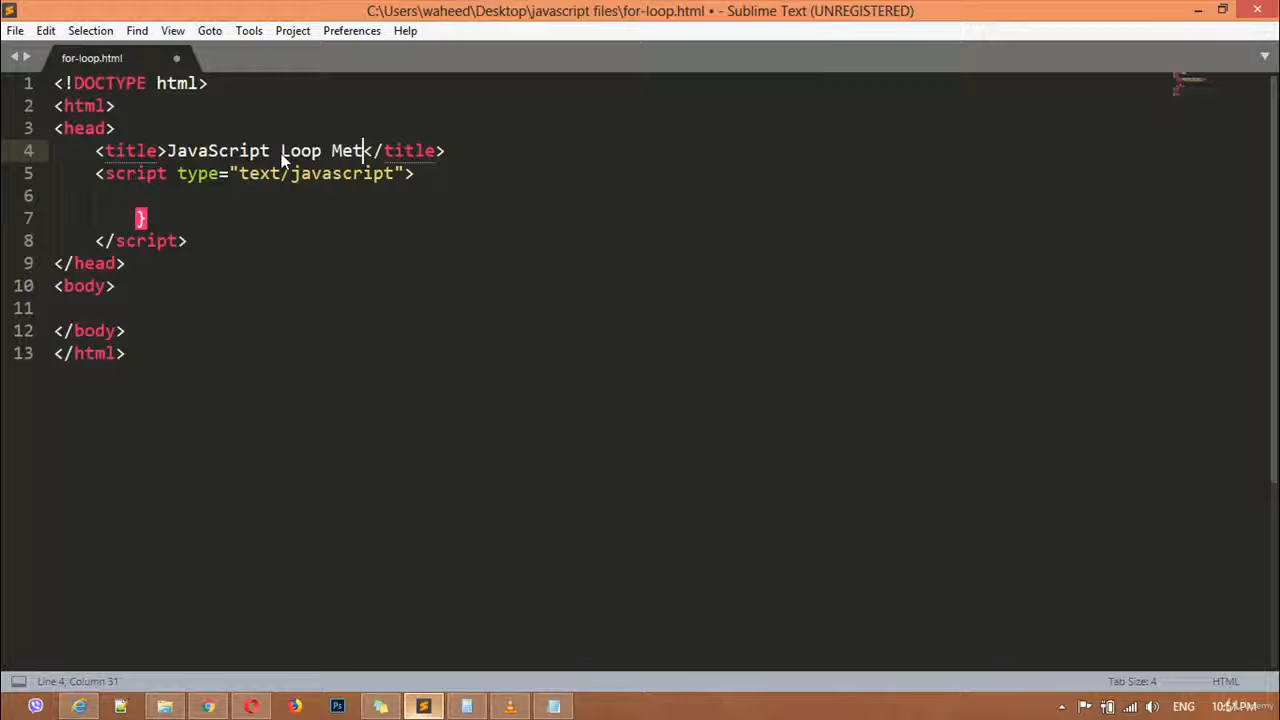 C:\Users\waheed\Desktop\javascript files\for-loop.html • - Sublime Text (UNREGISTERED)
File Edit Selection Find View Goto Tools Project Preferences Help
for-loop.html
1 <!DOCTYPE html>
2 <html>
3 <head>
4 <title>JavaScript Loop Met</title>
5 <script type="text/javascript">
6
7 }
8 </script>
9 </head>
10 <body>
11
12 </body>
13 </html>
Line 4, Column 31 Tab Size: 4 HTML
Ps ENG